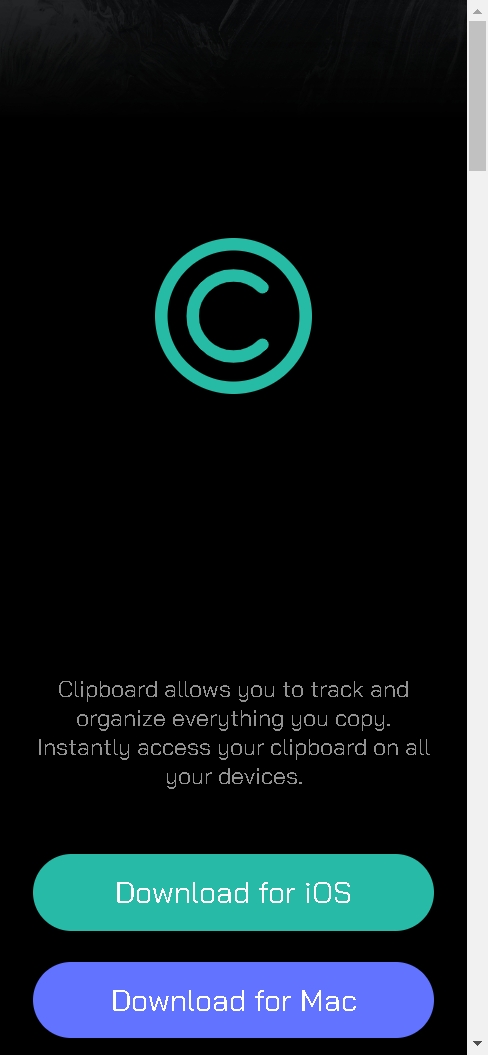 Clipboard allows you to track and
organize everything you copy.
Instantly access your clipboard on all
your devices.
Download for iOS
Download for Mac